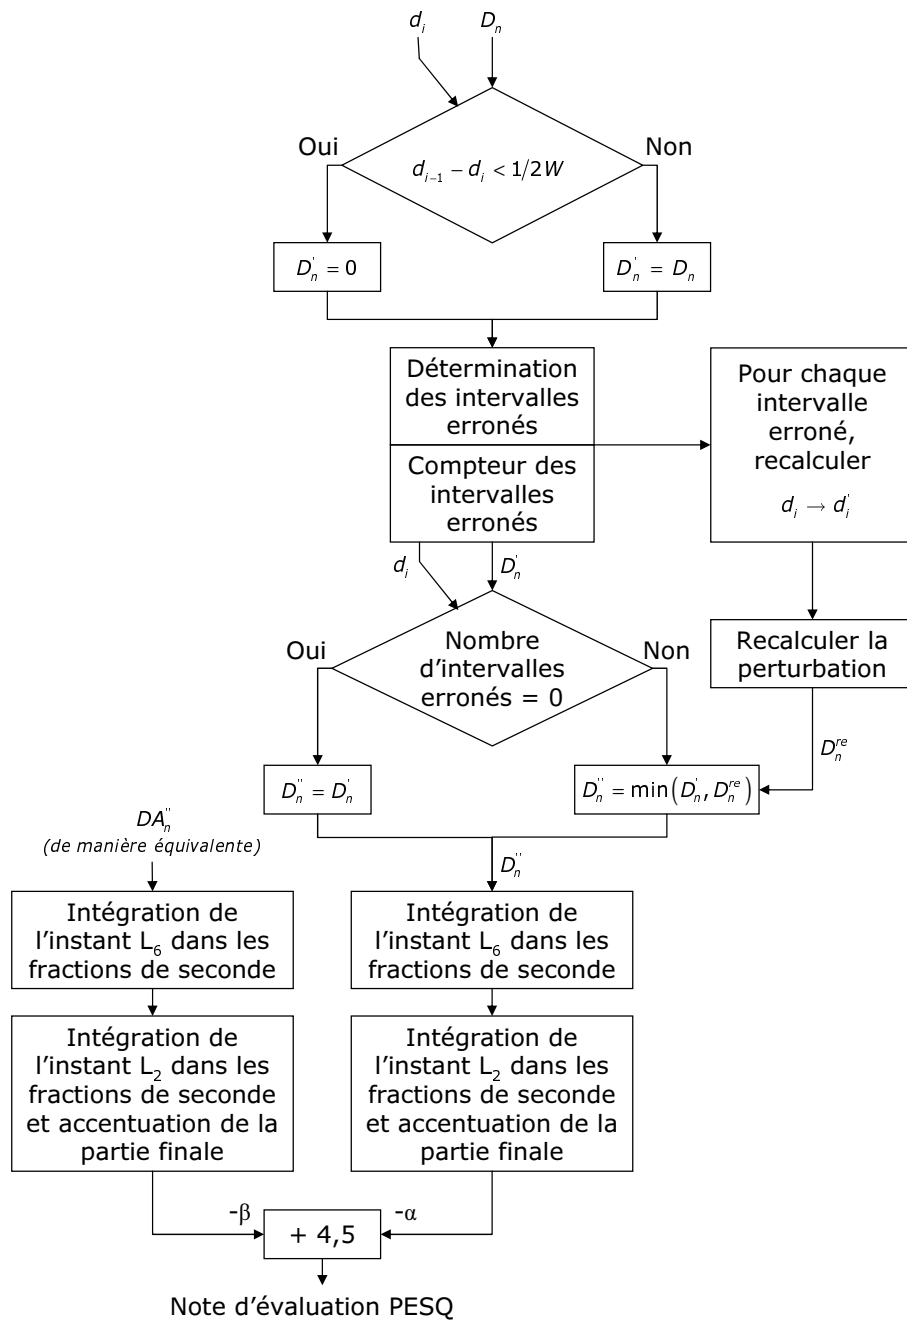 d_i D_n
Oui Non
d_{i–1} – d_i < 1/2W
D'_n = 0
D'_n = D_n
Détermination
des intervalles
erronés
Compteur des
intervalles
erronés
Pour chaque
intervalle
erroné,
recalculer
d_i → d'_i
d_i D'_n
Oui Non
Nombre
d'intervalles
erronés = 0
Recalculer la
perturbation
D_n^{re}
D''_n = D'_n
D''_n = min(D'_n, D_n^{re})
DA''_n
(de manière équivalente)
D''_n
Intégration de
l'instant L_6 dans les
fractions de seconde
Intégration de
l'instant L_6 dans les
fractions de seconde
Intégration de
l'instant L_2 dans les
fractions de seconde
et accentuation de la
partie finale
Intégration de
l'instant L_2 dans les
fractions de seconde
et accentuation de la
partie finale
-β -α
+ 4,5
Note d'évaluation PESQ